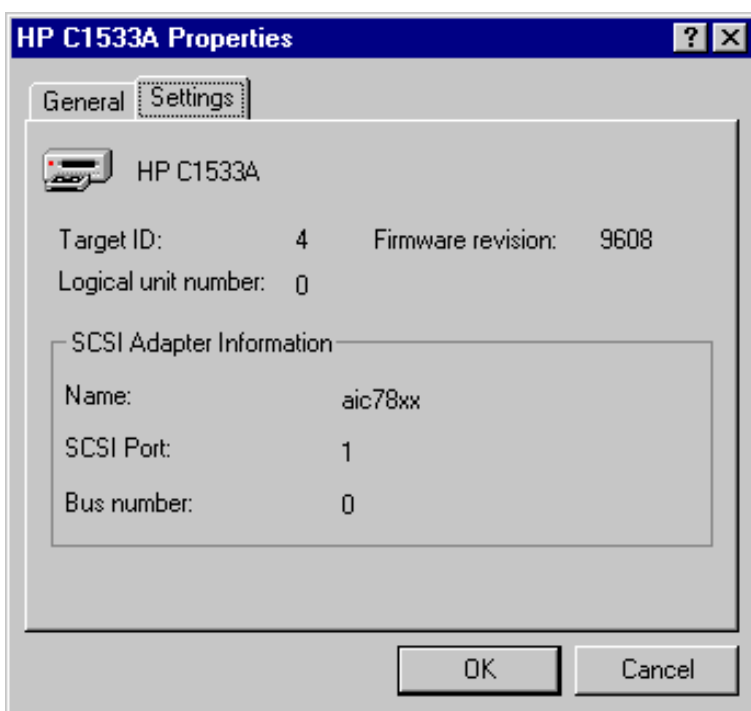 HP C1533A Properties
General Settings
HP C1533A
Target ID: 4 Firmware revision: 9608
Logical unit number: 0
SCSI Adapter Information
Name: aic78xx
SCSI Port: 1
Bus number: 0
OK Cancel